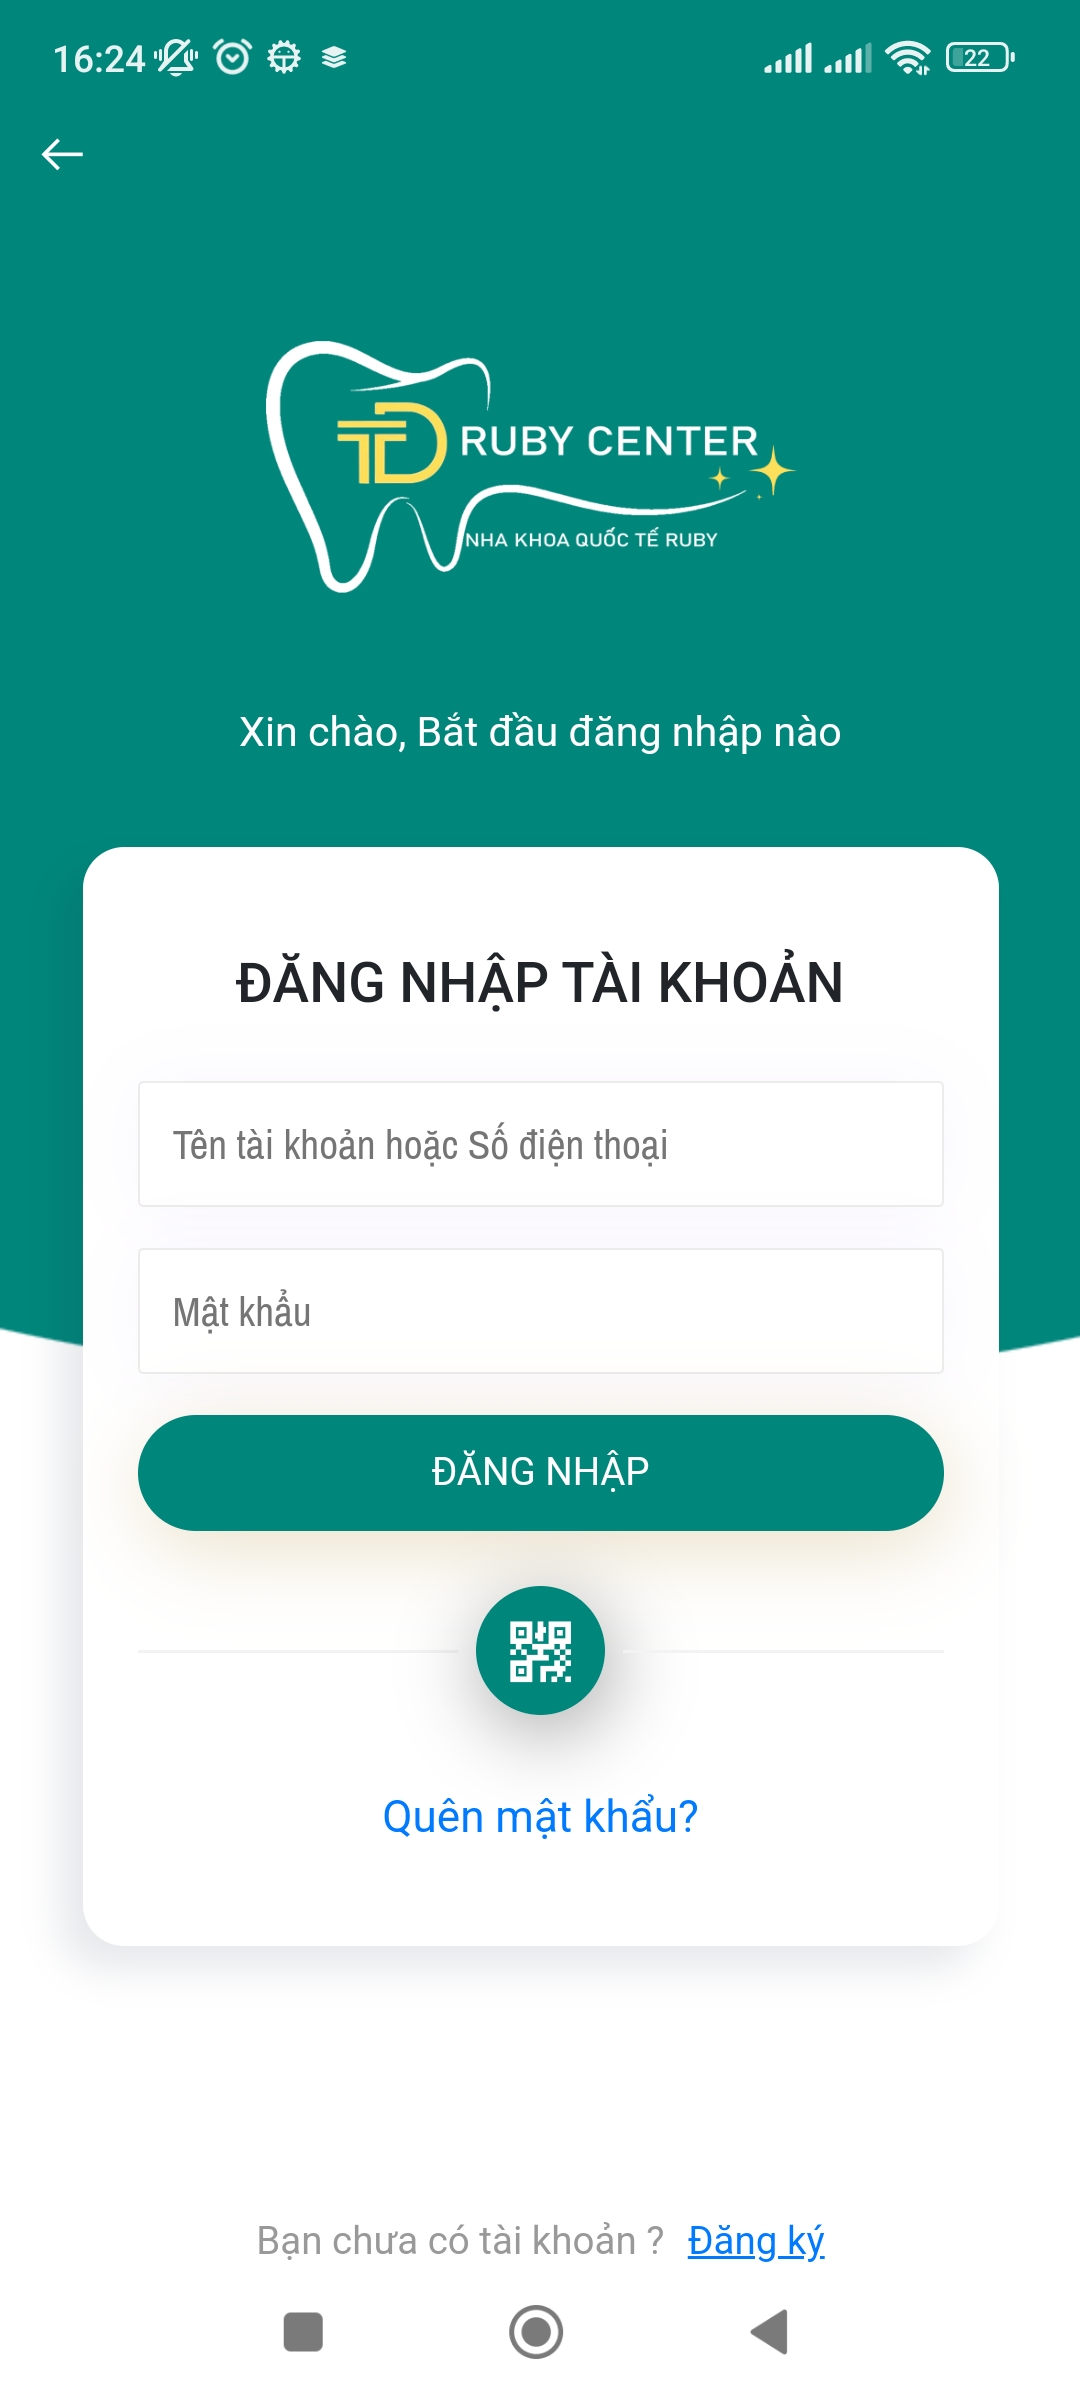 16:24
22
TD RUBY CENTER
NHA KHOA QUỐC TẾ RUBY
Xin chào, Bắt đầu đăng nhập nào
ĐĂNG NHẬP TÀI KHOẢN
Tên tài khoản hoặc Số điện thoại
Mật khẩu
ĐĂNG NHẬP
Quên mật khẩu?
Bạn chưa có tài khoản ? Đăng ký